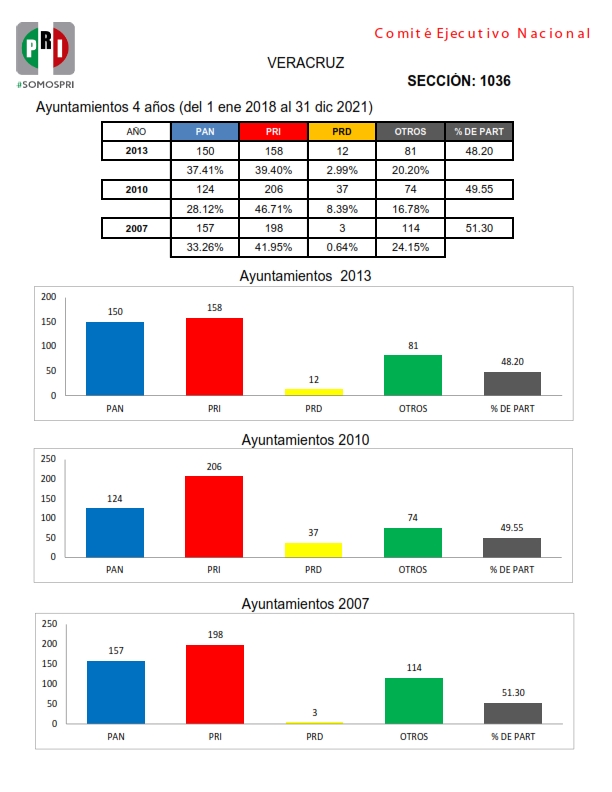 Comité Ejecutivo Nacional
PRI
#SOMOSPRI
VERACRUZ
SECCIÓN: 1036
Ayuntamientos 4 años (del 1 ene 2018 al 31 dic 2021)
AÑO PAN PRI PRD OTROS % DE PART
2013 150 158 12 81 48.20
37.41% 39.40% 2.99% 20.20%
2010 124 206 37 74 49.55
28.12% 46.71% 8.39% 16.78%
2007 157 198 3 114 51.30
33.26% 41.95% 0.64% 24.15%
Ayuntamientos 2013
200
150
100
50
0
150 158 12 81 48.20
PAN PRI PRD OTROS % DE PART
Ayuntamientos 2010
250
200
150
100
50
0
124 206 37 74 49.55
PAN PRI PRD OTROS % DE PART
Ayuntamientos 2007
250
200
150
100
50
0
157 198 3 114 51.30
PAN PRI PRD OTROS % DE PART